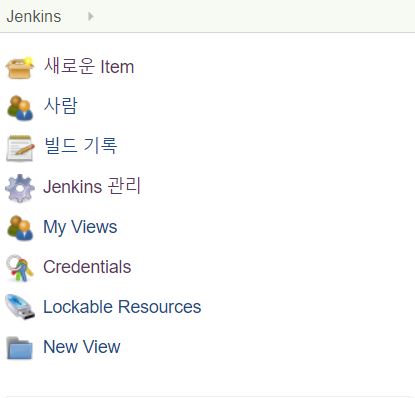 Jenkins
새로운 Item
사람
빌드 기록
Jenkins 관리
My Views
Credentials
Lockable Resources
New View